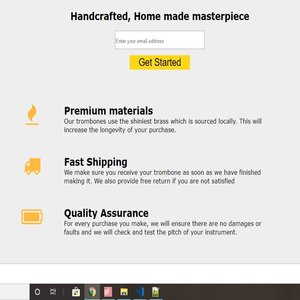 Handcrafted, Home made masterpiece
Enter your email address
Get Started
Premium materials
Our trombones use the shiniest brass which is sourced locally. This will
increase the longevity of your purchase.
Fast Shipping
We make sure you receive your trombone as soon as we have finished
making it. We also provide free return if you are not satisfied
Quality Assurance
For every purchase you make, we will ensure there are no damages or
faults and we will check and test the pitch of your instrument.